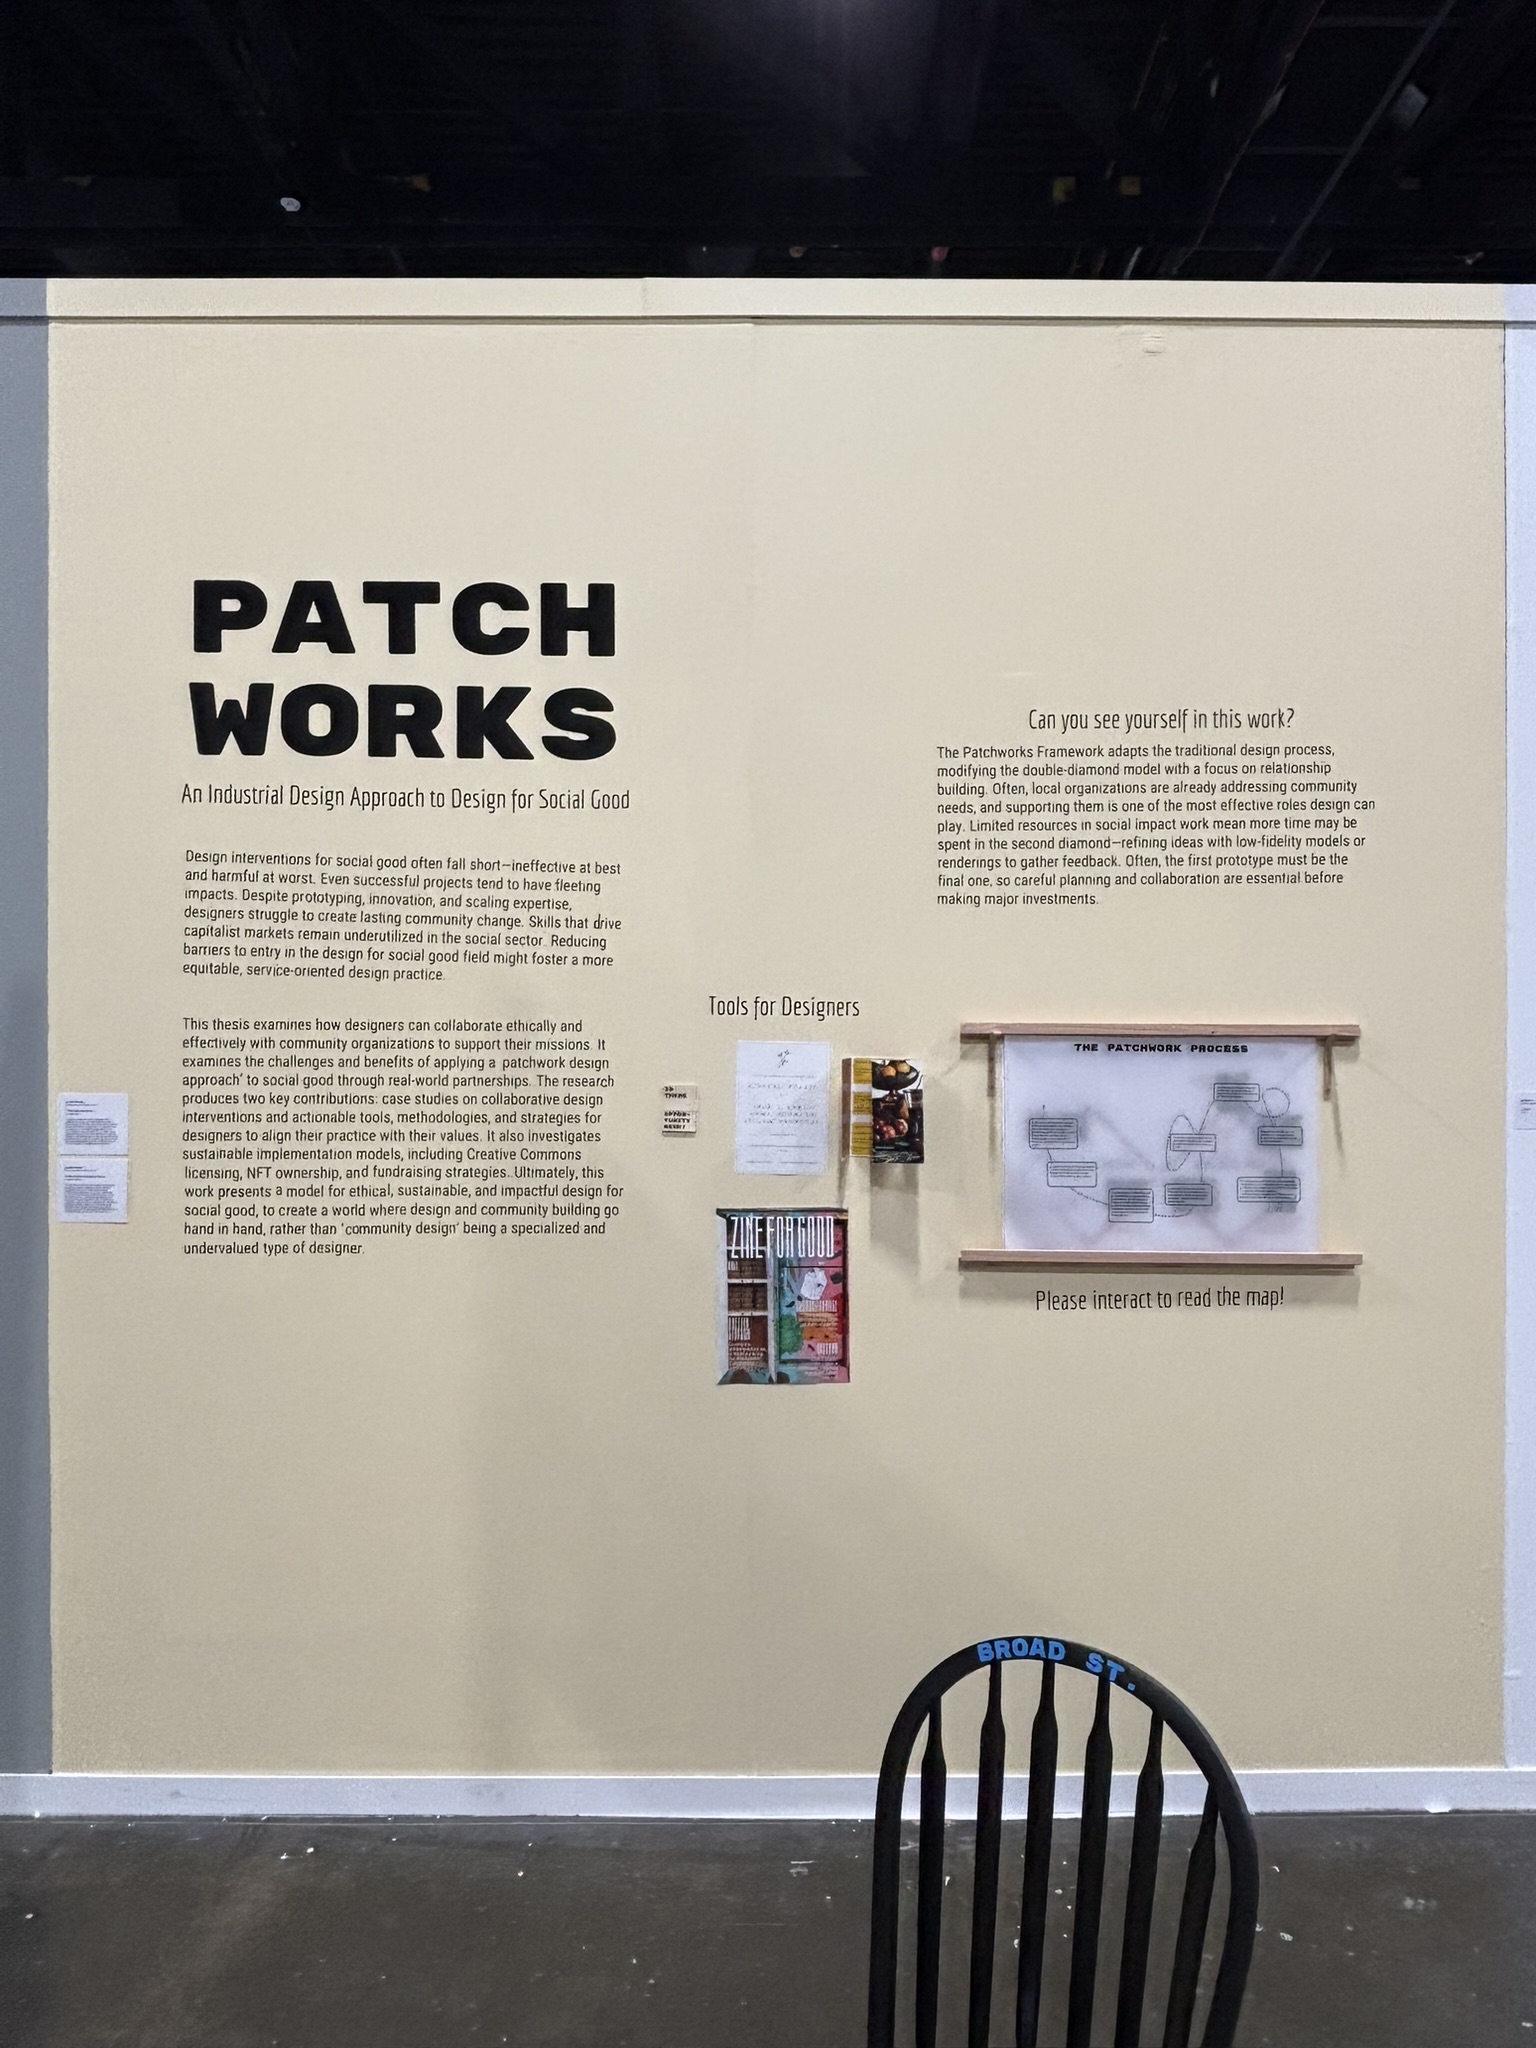 PATCH
WORKS
An Industrial Design Approach to Design for Social Good
Design interventions for social good often fall short—ineffective at best
and harmful at worst. Even successful projects tend to have fleeting
impacts. Despite prototyping, innovation, and scaling expertise,
designers struggle to create lasting community change. Skills that drive
capitalist markets remain underutilized in the social sector. Reducing
barriers to entry in the design for social good field might foster a more
equitable, service-oriented design practice.
This thesis examines how designers can collaborate ethically and
effectively with community organizations to support their missions. It
examines the challenges and benefits of applying a 'patchwork design
approach' to social good through real-world partnerships. The research
produces two key contributions: case studies on collaborative design
interventions and actionable tools, methodologies, and strategies for
designers to align their practice with their values. It also investigates
sustainable implementation models, including Creative Commons
licensing, NFT ownership, and fundraising strategies. Ultimately, this
work presents a model for ethical, sustainable, and impactful design for
social good, to create a world where design and community building go
hand in hand, rather than 'community design' being a specialized and
undervalued type of designer.
Tools for Designers
ZINE FOR GOOD
Can you see yourself in this work?
The Patchworks Framework adapts the traditional design process,
modifying the double-diamond model with a focus on relationship
building. Often, local organizations are already addressing community
needs, and supporting them is one of the most effective roles design can
play. Limited resources in social impact work mean more time may be
spent in the second diamond—refining ideas with low-fidelity models or
renderings to gather feedback. Often, the first prototype must be the
final one, so careful planning and collaboration are essential before
making major investments.
THE PATCHWORK PROCESS
Please interact to read the map!
BROAD ST.